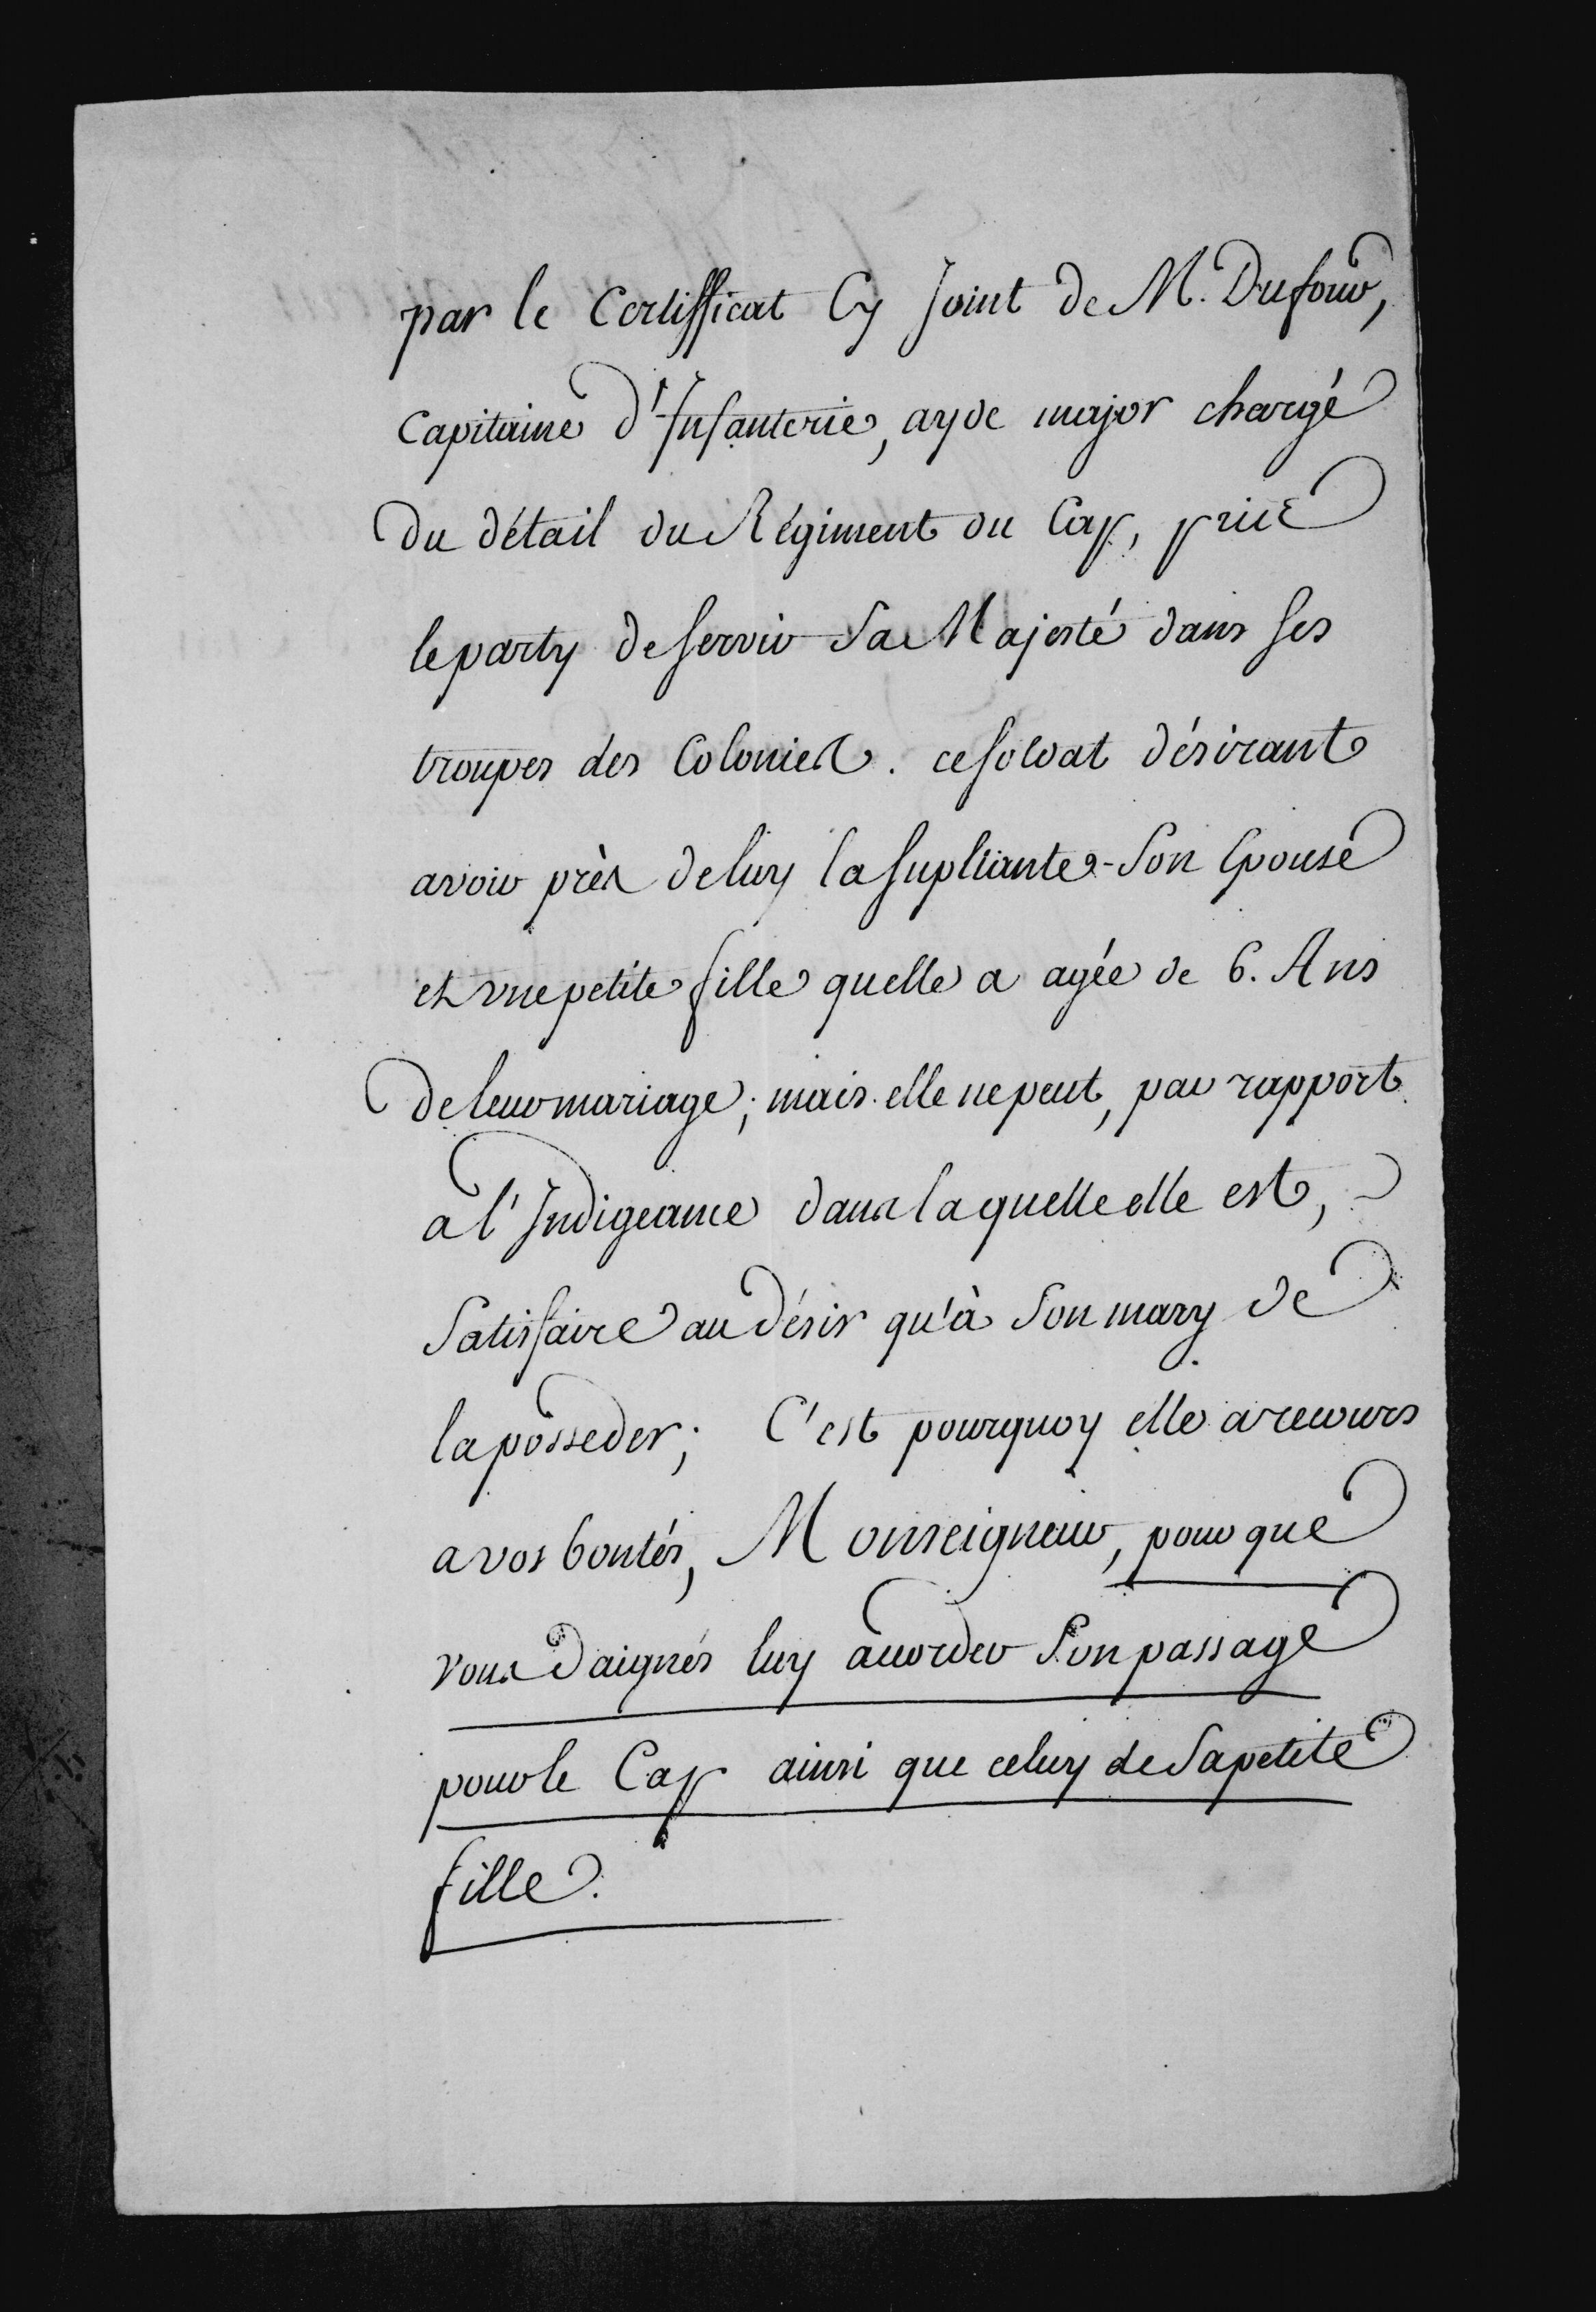 par le Certifficat Cy Joint de M. Dufour,
Capitaine d'Infanterie, ayde major chargé
Du détail du Régiment du Cap, prié
le party de servir Sa Majesté dans ses
troupes des Colonies. ce soldat désirant
avoir près de luy la supliante Son Epouse
et vne petite fille quelle a agée de 6. Ans
de leur mariage; mais elle ne peut, par rapport
a l'Indigeance dans laquelle elle est,
Satisfaire au désir qu'à Son mary de
la posseder; C'est pourquoy elle a recours
a vos bontés, Monseigneur, pour que
vous Daignés luy accorder Son passage
pour le Cap ainsi que celuy de Sa petite
fille.